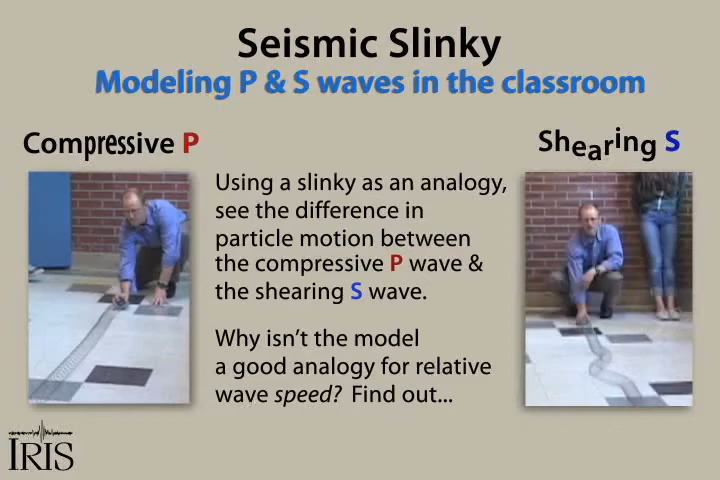 Seismic Slinky
Modeling P & S waves in the classroom
Compressive P
Shearing S
Using a slinky as an analogy,
see the difference in
particle motion between
the compressive P wave &
the shearing S wave.
Why isn't the model
a good analogy for relative
wave speed? Find out...
IRIS